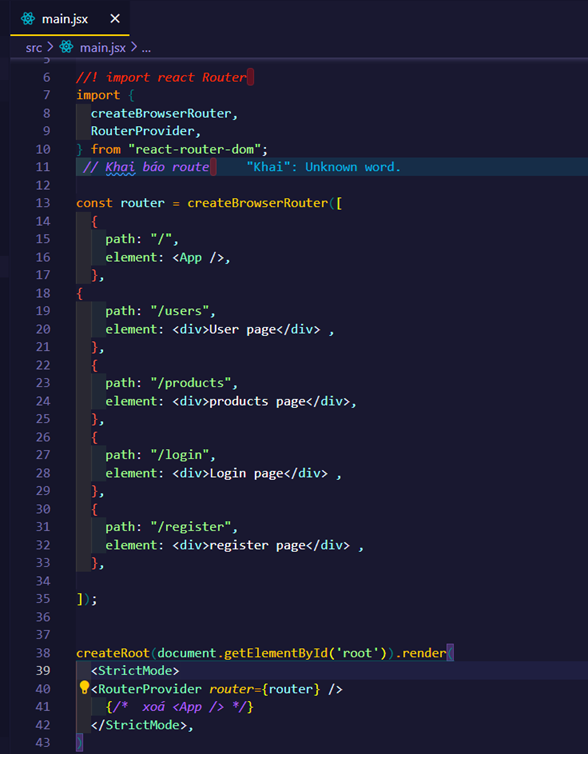 main.jsx ×
src > main.jsx > ...
5
6 //! import react Router
7 import {
8   createBrowserRouter,
9   RouterProvider,
10 } from "react-router-dom";
11 // Khai báo route "Khai": Unknown word.
12
13 const router = createBrowserRouter([
14   {
15     path: "/",
16     element: <App />,
17   },
18 {
19     path: "/users",
20     element: <div>User page</div> ,
21   },
22   {
23     path: "/products",
24     element: <div>products page</div>,
25   },
26   {
27     path: "/login",
28     element: <div>Login page</div> ,
29   },
30   {
31     path: "/register",
32     element: <div>register page</div> ,
33   },
34
35 ]);
36
37
38 createRoot(document.getElementById('root')).render(
39   <StrictMode>
40   <RouterProvider router={router} />
41     {/*  xoá <App /> */}
42   </StrictMode>,
43 )